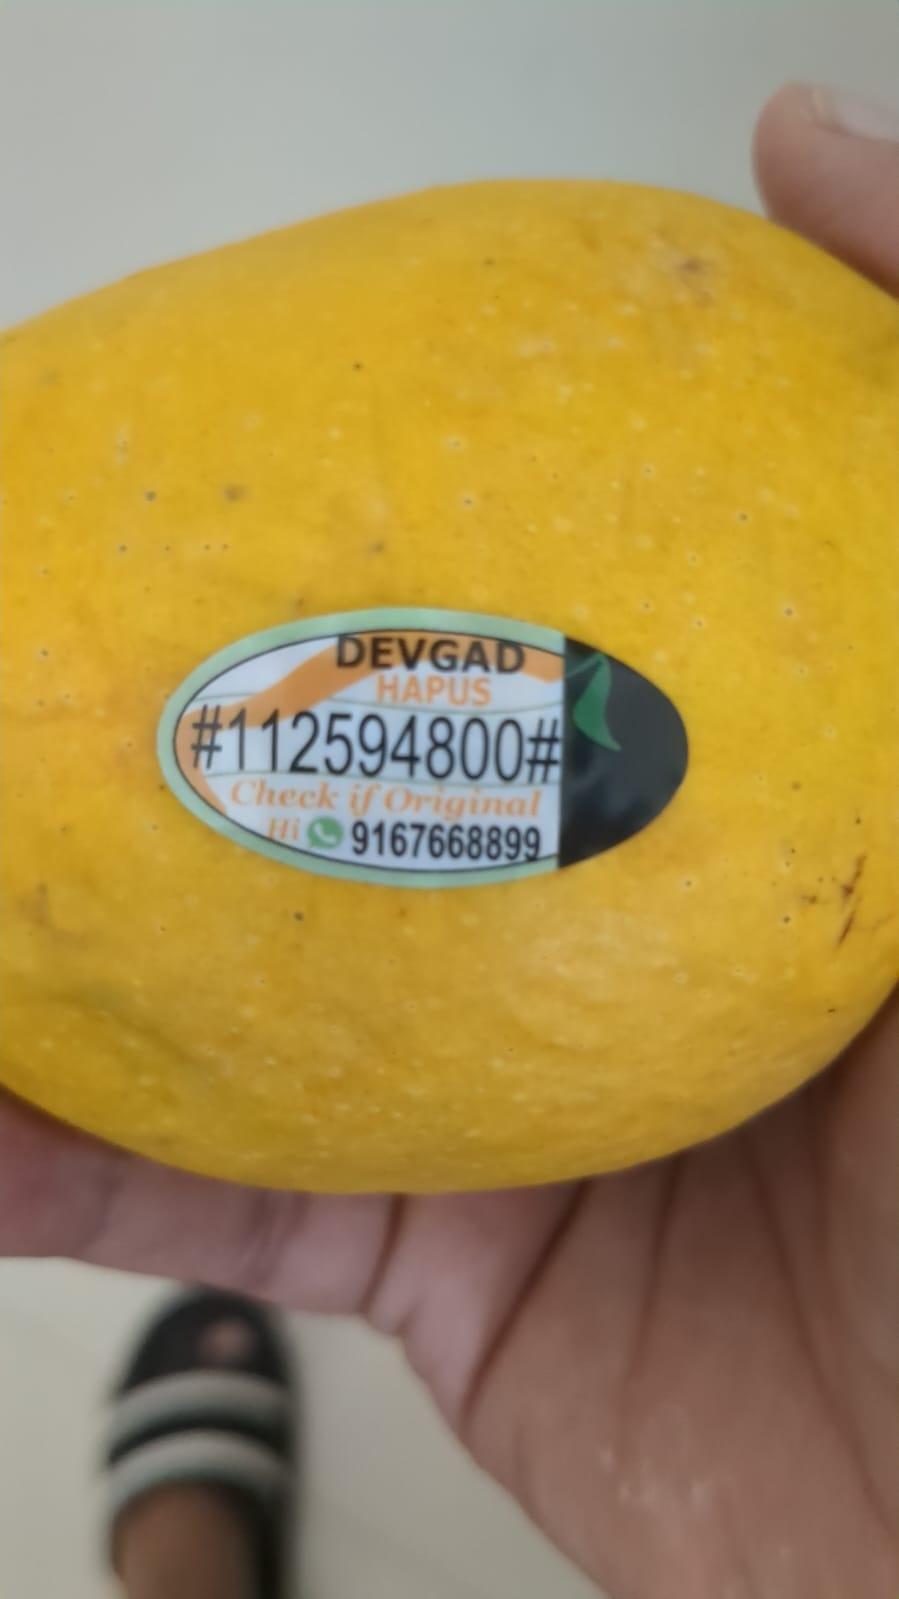 DEVGAD
HAPUS
#112594800#
Check if Original
Hi 9167668899